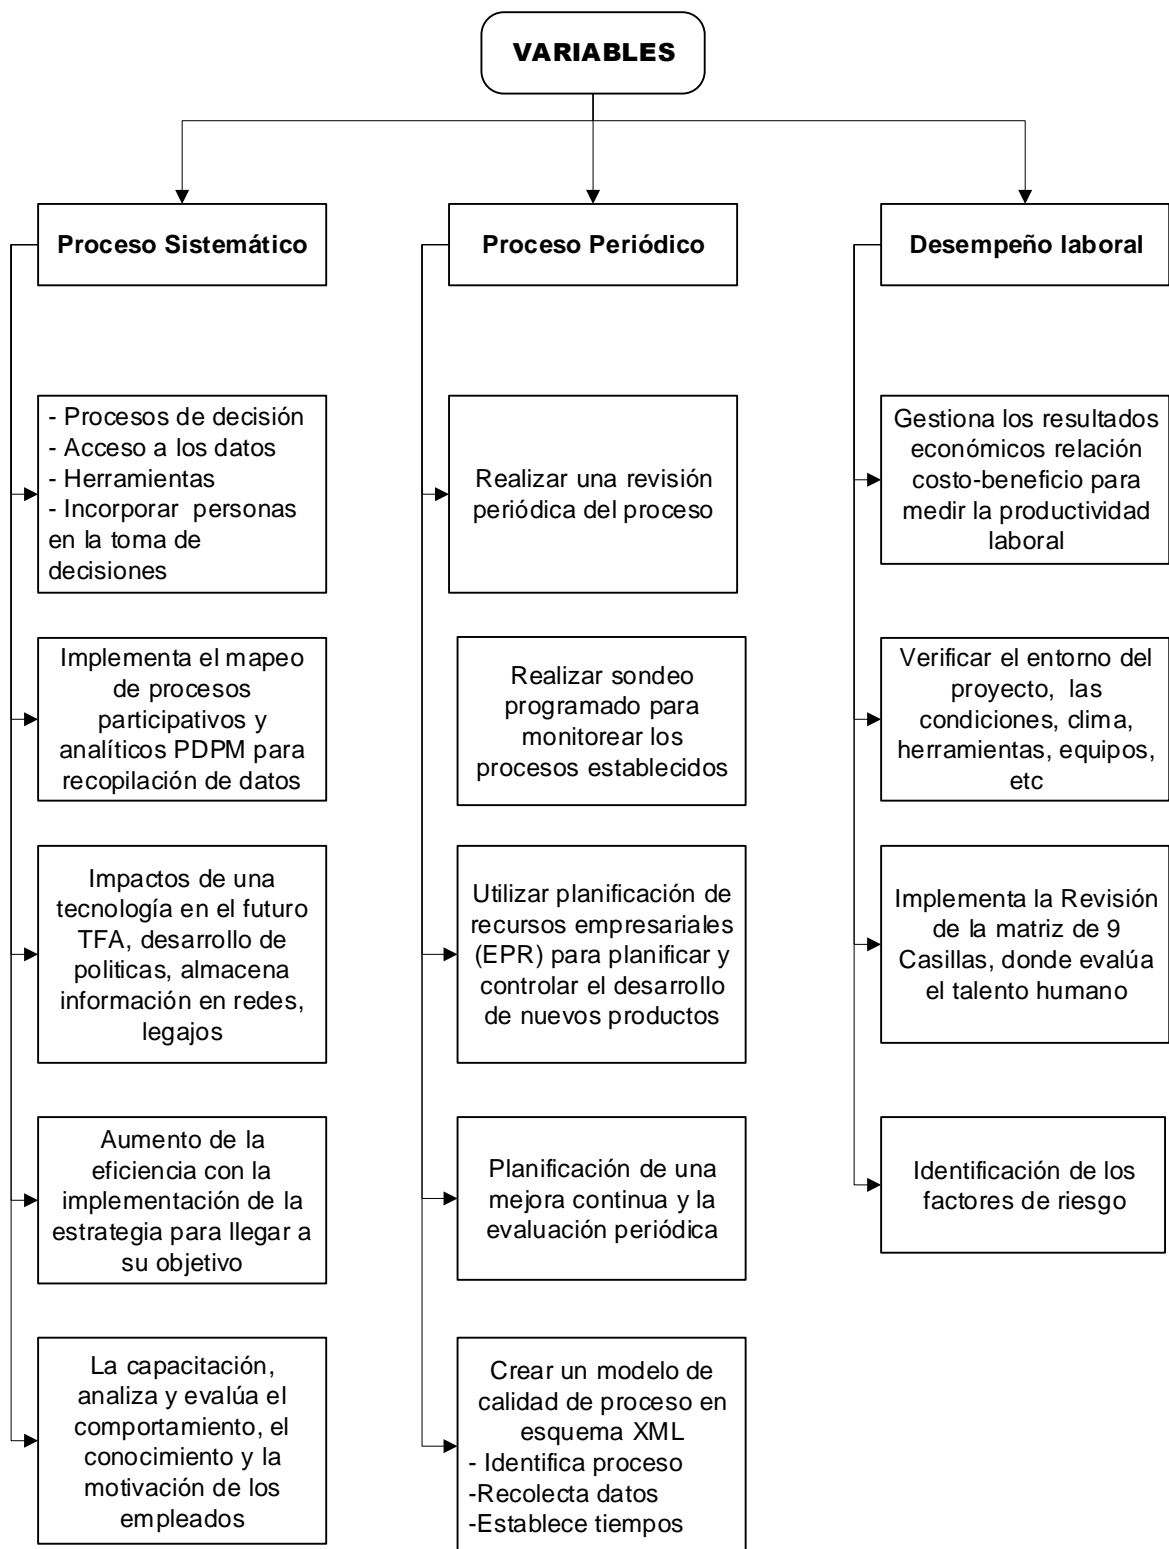 VARIABLES
Proceso Sistemático
- Procesos de decisión
- Acceso a los datos
- Herramientas
- Incorporar personas
en la toma de
decisiones
Implementa el mapeo
de procesos
participativos y
analíticos PDPM para
recopilación de datos
Impactos de una
tecnología en el futuro
TFA, desarrollo de
politicas, almacena
información en redes,
legajos
Aumento de la
eficiencia con la
implementación de la
estrategia para llegar a
su objetivo
La capacitación,
analiza y evalúa el
comportamiento, el
conocimiento y la
motivación de los
empleados
Proceso Periódico
Realizar una revisión
periódica del proceso
Realizar sondeo
programado para
monitorear los
procesos establecidos
Utilizar planificación de
recursos empresariales
(EPR) para planificar y
controlar el desarrollo
de nuevos productos
Planificación de una
mejora continua y la
evaluación periódica
Crear un modelo de
calidad de proceso en
esquema XML
- Identifica proceso
-Recolecta datos
-Establece tiempos
Desempeño laboral
Gestiona los resultados
económicos relación
costo-beneficio para
medir la productividad
laboral
Verificar el entorno del
proyecto, las
condiciones, clima,
herramientas, equipos,
etc
Implementa la Revisión
de la matriz de 9
Casillas, donde evalúa
el talento humano
Identificación de los
factores de riesgo